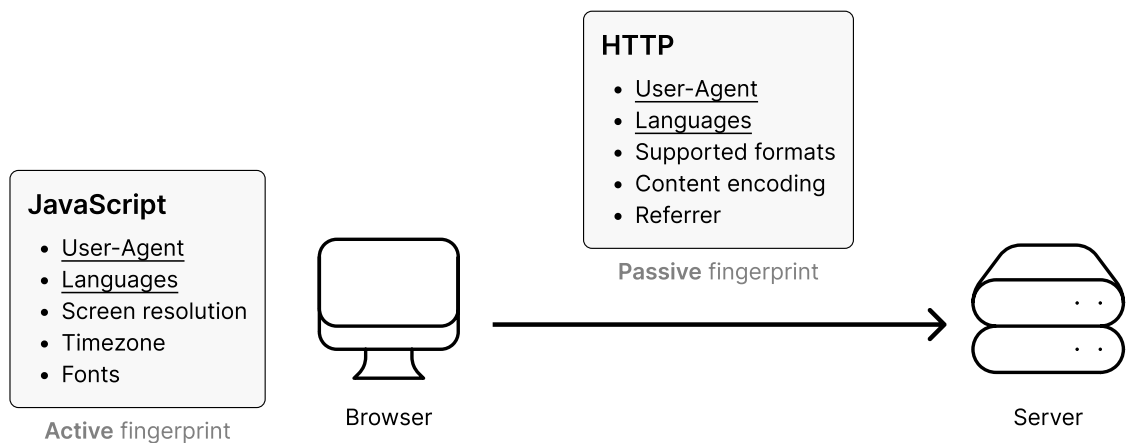 HTTP
• User-Agent
• Languages
• Supported formats
• Content encoding
• Referrer
Passive fingerprint
JavaScript
• User-Agent
• Languages
• Screen resolution
• Timezone
• Fonts
Active fingerprint
Browser
Server